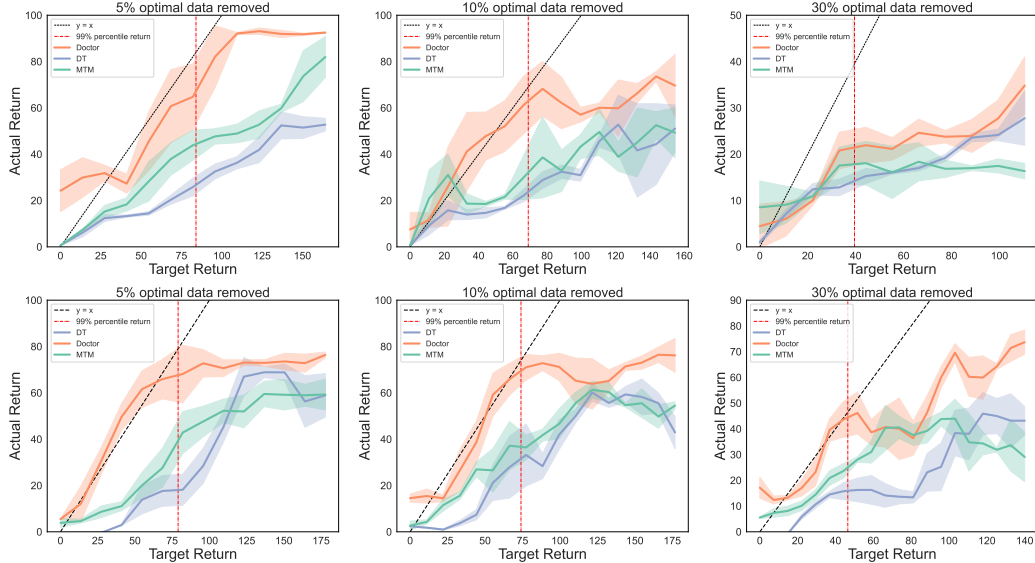 5% optimal data removed
100
80
60
40
20
0
Actual Return
y = x
99% percentile return
Doctor
DT
MTM
0 25 50 75 100 125 150
Target Return
10% optimal data removed
100
80
60
40
20
0
Actual Return
y = x
99% percentile return
Doctor
DT
MTM
0 20 40 60 80 100 120 140 160
Target Return
30% optimal data removed
50
40
30
20
10
0
Actual Return
y = x
99% percentile return
Doctor
DT
MTM
0 20 40 60 80 100
Target Return
5% optimal data removed
100
80
60
40
20
0
Actual Return
y = x
99% percentile return
DT
Doctor
MTM
0 25 50 75 100 125 150 175
Target Return
10% optimal data removed
100
80
60
40
20
0
Actual Return
y = x
99% percentile return
DT
Doctor
MTM
0 25 50 75 100 125 150 175
Target Return
30% optimal data removed
90
80
70
60
50
40
30
20
10
0
Actual Return
y = x
99% percentile return
DT
Doctor
MTM
0 20 40 60 80 100 120 140
Target Return